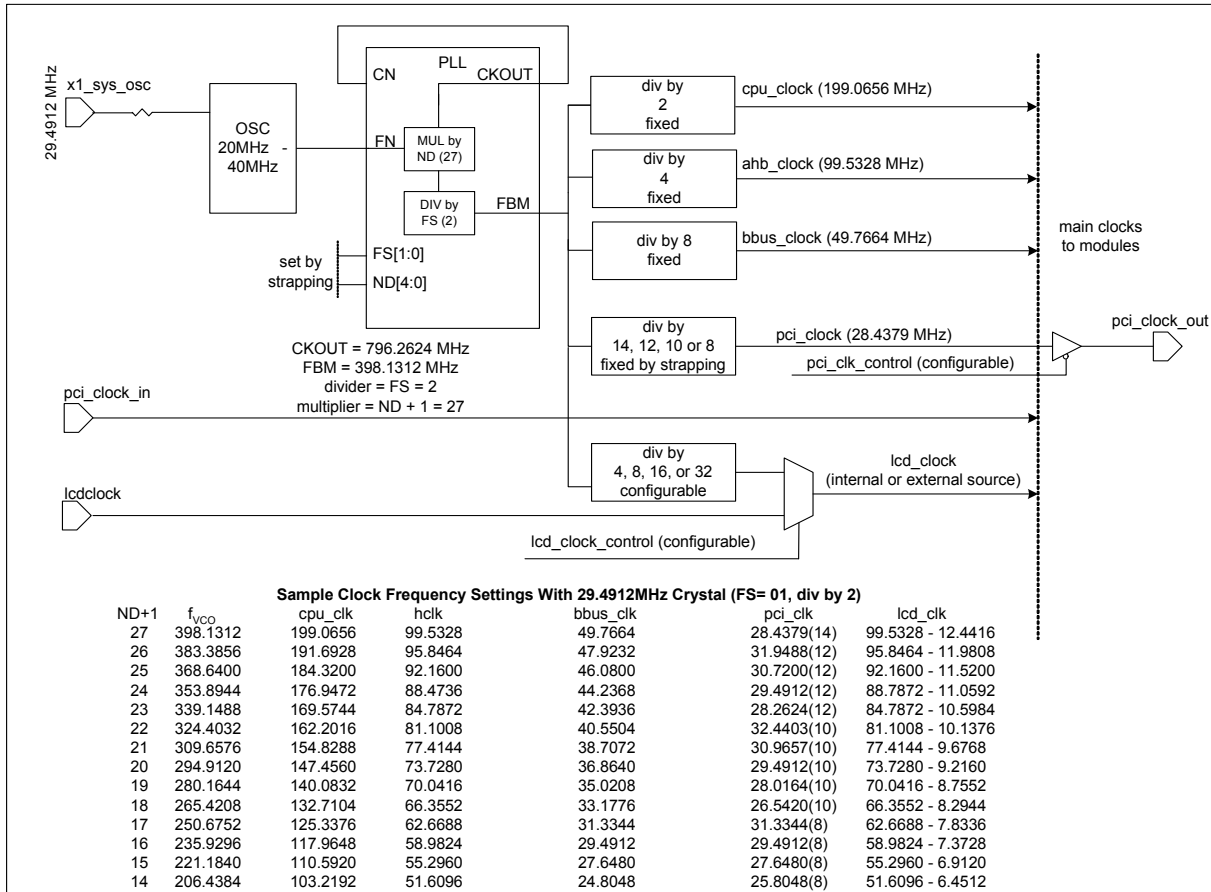 29.4912 MHz
x1_sys_osc
OSC
20MHz -
40MHz
PLL
CN
CKOUT
FN
MUL by
ND (27)
DIV by
FS (2)
FBM
FS[1:0]
ND[4:0]
set by
strapping
CKOUT = 796.2624 MHz
FBM = 398.1312 MHz
divider = FS = 2
multiplier = ND + 1 = 27
div by
2
fixed
cpu_clock (199.0656 MHz)
div by
4
fixed
ahb_clock (99.5328 MHz)
div by 8
fixed
bbus_clock (49.7664 MHz)
main clocks
to modules
div by
14, 12, 10 or 8
fixed by strapping
pci_clock (28.4379 MHz)
pci_clk_control (configurable)
pci_clock_out
pci_clock_in
div by
4, 8, 16, or 32
configurable
lcd_clock
(internal or external source)
lcdclock
lcd_clock_control (configurable)
Sample Clock Frequency Settings With 29.4912MHz Crystal (FS= 01, div by 2)
ND+1 fVCO cpu_clk hclk bbus_clk pci_clk lcd_clk
27 398.1312 199.0656 99.5328 49.7664 28.4379(14) 99.5328 - 12.4416
26 383.3856 191.6928 95.8464 47.9232 31.9488(12) 95.8464 - 11.9808
25 368.6400 184.3200 92.1600 46.0800 30.7200(12) 92.1600 - 11.5200
24 353.8944 176.9472 88.4736 44.2368 29.4912(12) 88.7872 - 11.0592
23 339.1488 169.5744 84.7872 42.3936 28.2624(12) 84.7872 - 10.5984
22 324.4032 162.2016 81.1008 40.5504 32.4403(10) 81.1008 - 10.1376
21 309.6576 154.8288 77.4144 38.7072 30.9657(10) 77.4144 - 9.6768
20 294.9120 147.4560 73.7280 36.8640 29.4912(10) 73.7280 - 9.2160
19 280.1644 140.0832 70.0416 35.0208 28.0164(10) 70.0416 - 8.7552
18 265.4208 132.7104 66.3552 33.1776 26.5420(10) 66.3552 - 8.2944
17 250.6752 125.3376 62.6688 31.3344 31.3344(8) 62.6688 - 7.8336
16 235.9296 117.9648 58.9824 29.4912 29.4912(8) 58.9824 - 7.3728
15 221.1840 110.5920 55.2960 27.6480 27.6480(8) 55.2960 - 6.9120
14 206.4384 103.2192 51.6096 24.8048 25.8048(8) 51.6096 - 6.4512